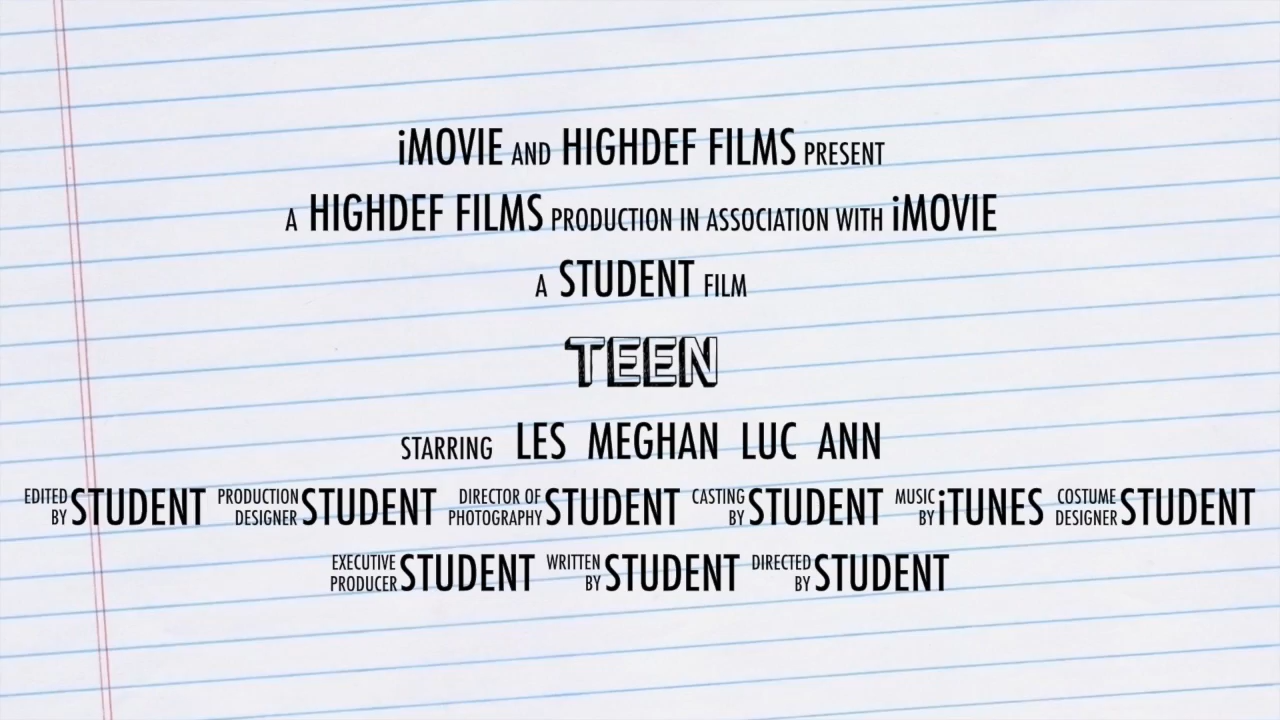 iMOVIE AND HIGHDEF FILMS PRESENT
A HIGHDEF FILMS PRODUCTION IN ASSOCIATION WITH iMOVIE
A STUDENT FILM
TEEN
STARRING LES MEGHAN LUC ANN
EDITED BY STUDENT PRODUCTION DESIGNER STUDENT DIRECTOR OF PHOTOGRAPHY STUDENT CASTING BY STUDENT MUSIC BY iTUNES COSTUME DESIGNER STUDENT
EXECUTIVE PRODUCER STUDENT WRITTEN BY STUDENT DIRECTED BY STUDENT